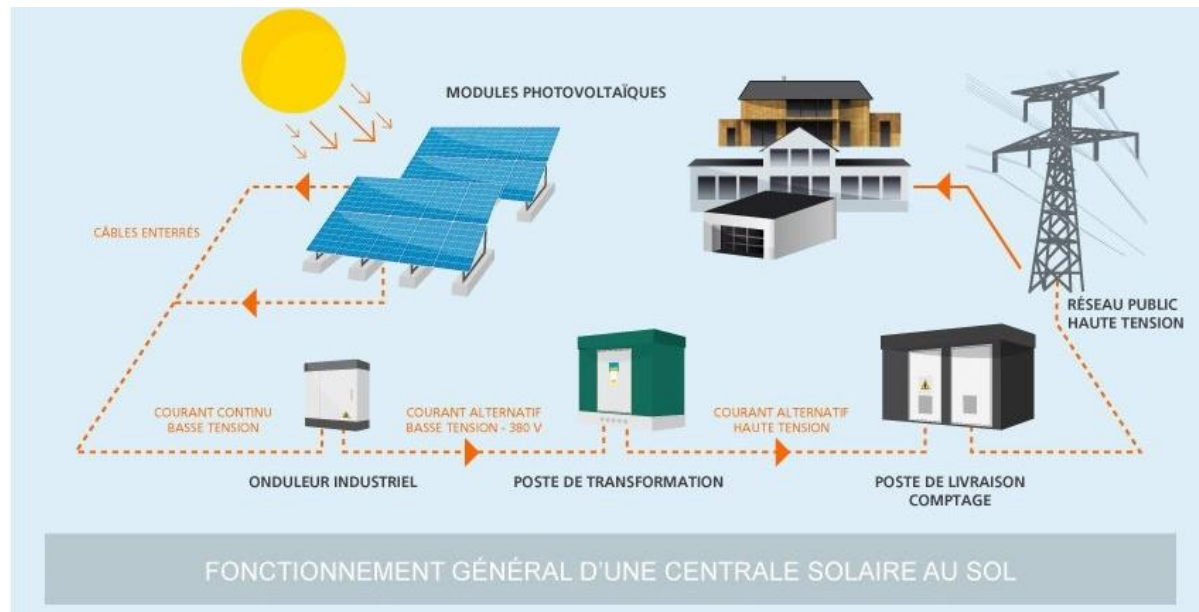 MODULES PHOTOVOLTAÏQUES
CÂBLES ENTERRÉS
RÉSEAU PUBLIC
HAUTE TENSION
COURANT CONTINU
BASSE TENSION
COURANT ALTERNATIF
BASSE TENSION - 380 V
COURANT ALTERNATIF
HAUTE TENSION
ONDULEUR INDUSTRIEL
POSTE DE TRANSFORMATION
POSTE DE LIVRAISON
COMPTAGE
FONCTIONNEMENT GÉNÉRAL D'UNE CENTRALE SOLAIRE AU SOL